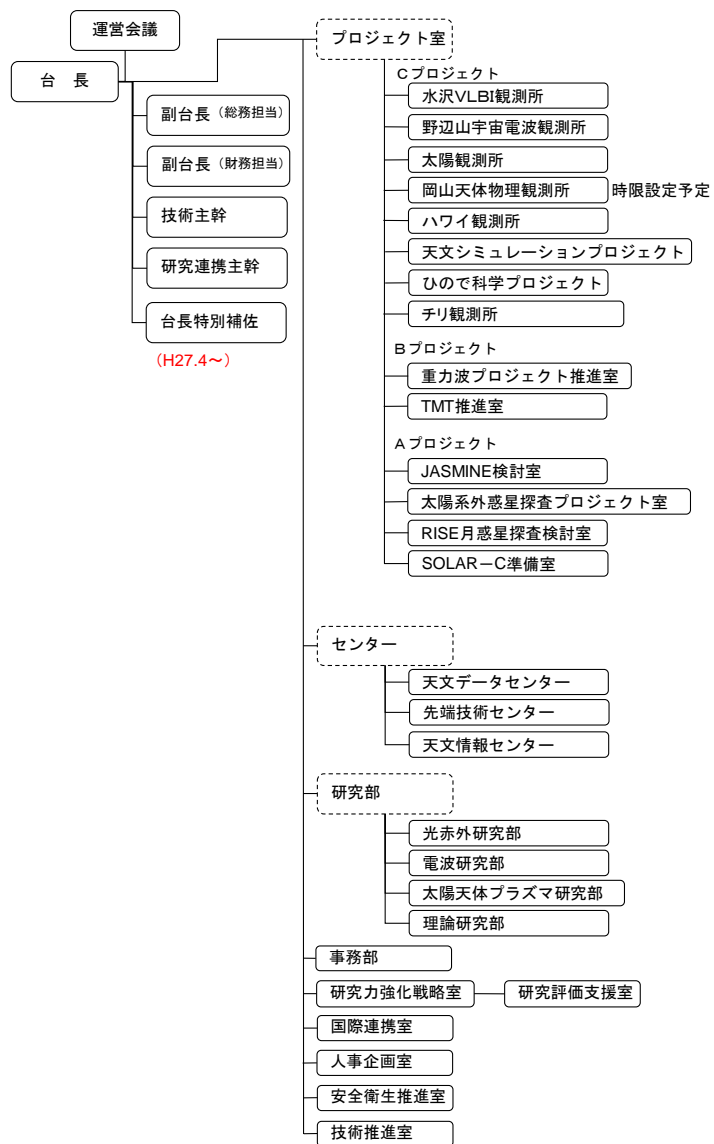 運営会議
台　長
副台長（総務担当）
副台長（財務担当）
技術主幹
研究連携主幹
台長特別補佐
（H27.4～）
プロジェクト室
Cプロジェクト
水沢VLBI観測所
野辺山宇宙電波観測所
太陽観測所
岡山天体物理観測所 時限設定予定
ハワイ観測所
天文シミュレーションプロジェクト
ひので科学プロジェクト
チリ観測所
Bプロジェクト
重力波プロジェクト推進室
TMT推進室
Aプロジェクト
JASMINE検討室
太陽系外惑星探査プロジェクト室
RISE月惑星探査検討室
SOLAR－C準備室
センター
天文データセンター
先端技術センター
天文情報センター
研究部
光赤外研究部
電波研究部
太陽天体プラズマ研究部
理論研究部
事務部
研究力強化戦略室 研究評価支援室
国際連携室
人事企画室
安全衛生推進室
技術推進室